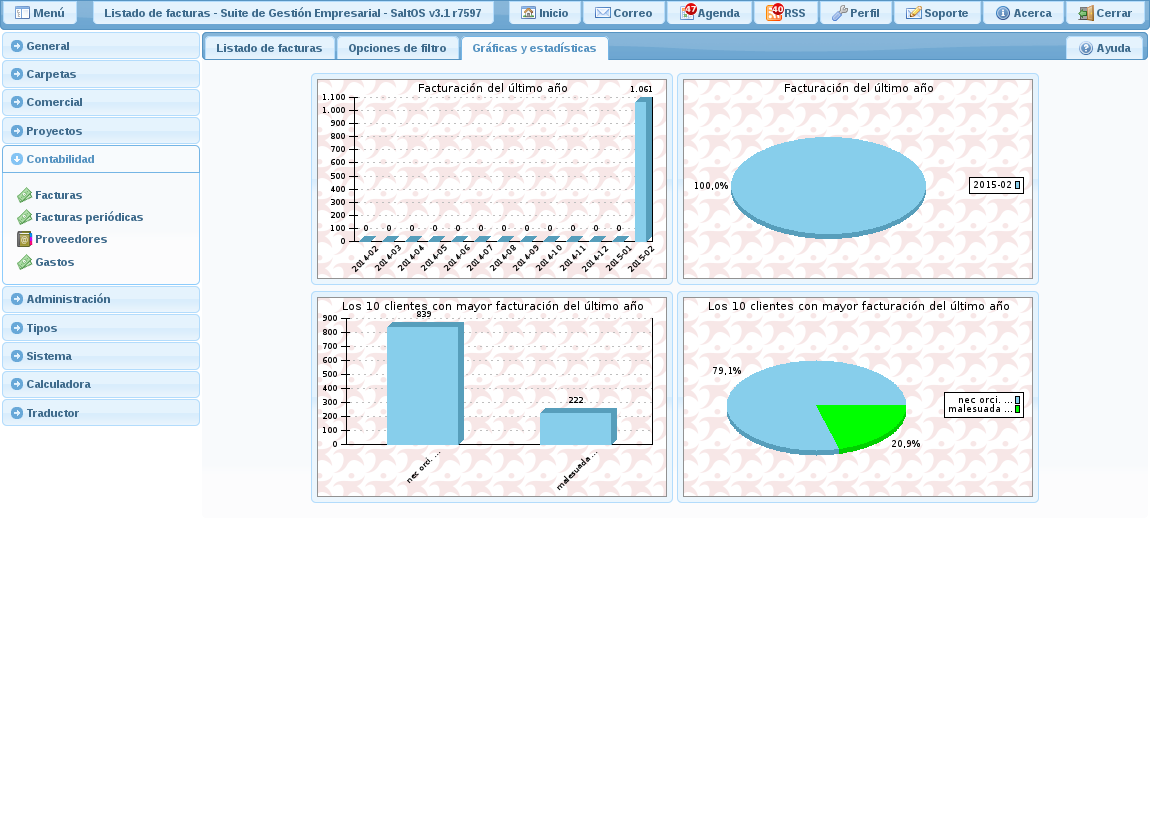 Menú
Listado de facturas - Suite de Gestión Empresarial - SaltOS v3.1 r7597
Inicio
Correo
47
Agenda
40
RSS
Perfil
Soporte
Acerca
Cerrar
General
Carpetas
Comercial
Proyectos
Contabilidad
Facturas
Facturas periódicas
Proveedores
Gastos
Administración
Tipos
Sistema
Calculadora
Traductor
Listado de facturas
Opciones de filtro
Gráficas y estadísticas
Ayuda
Facturación del último año
1.061
1.100
1.000
900
800
700
600
500
400
300
200
100
0
0 0 0 0 0 0 0 0 0 0 0 0
2014-02 2014-03 2014-04 2014-05 2014-06 2014-07 2014-08 2014-09 2014-10 2014-11 2014-12 2015-01 2015-02
Facturación del último año
100,0%
2015-02
Los 10 clientes con mayor facturación del último año
839
900
800
700
600
500
400
300
200
100
0
222
nec orci. ...
malesuada ...
Los 10 clientes con mayor facturación del último año
79,1%
nec orci. ...
malesuada ...
20,9%